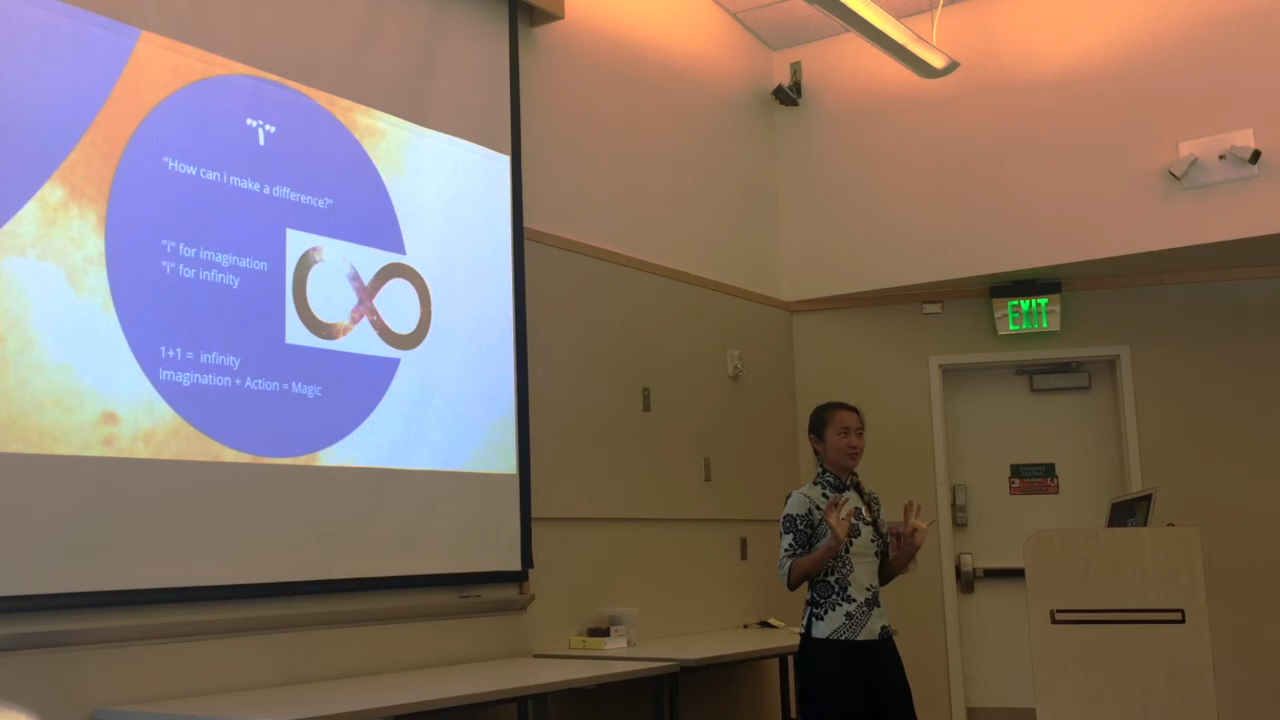 "i"
"How can i make a difference?"
"i" for imagination
"i" for infinity
1+1 = infinity
Imagination + Action = Magic
EXIT